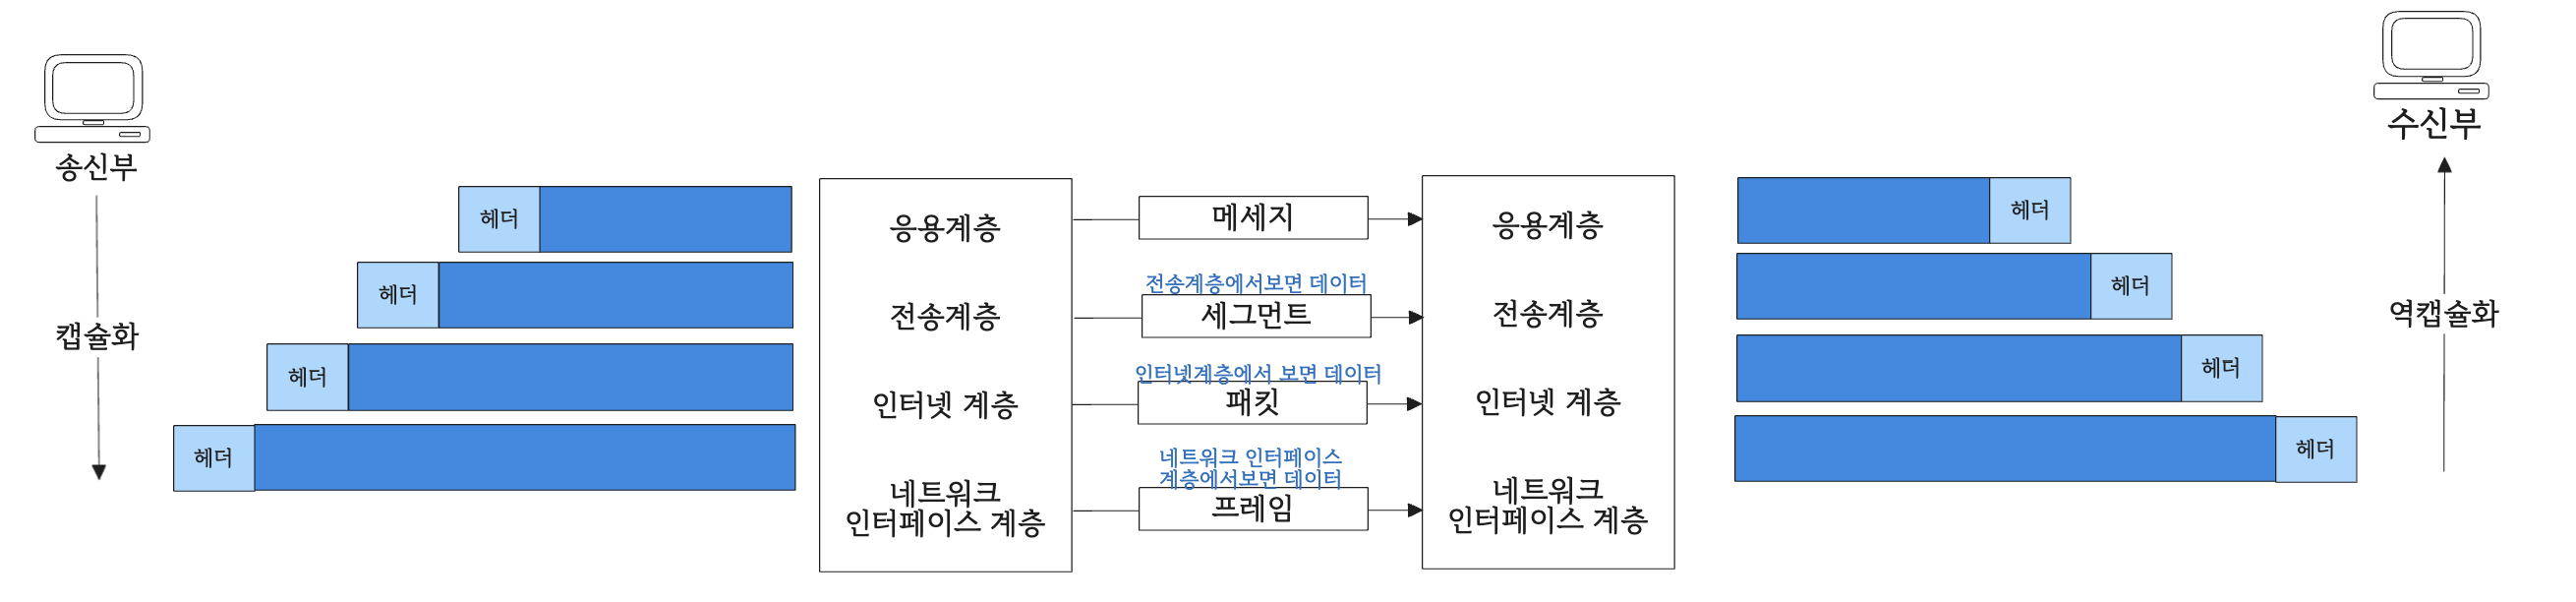 송신부
캡슐화
헤더
헤더
헤더
헤더
응용계층
전송계층
인터넷 계층
네트워크
인터페이스 계층
메세지
전송계층에서보면 데이터
세그먼트
인터넷계층에서 보면 데이터
패킷
네트워크 인터페이스
계층에서보면 데이터
프레임
응용계층
전송계층
인터넷 계층
네트워크
인터페이스 계층
헤더
헤더
헤더
헤더
수신부
역캡슐화